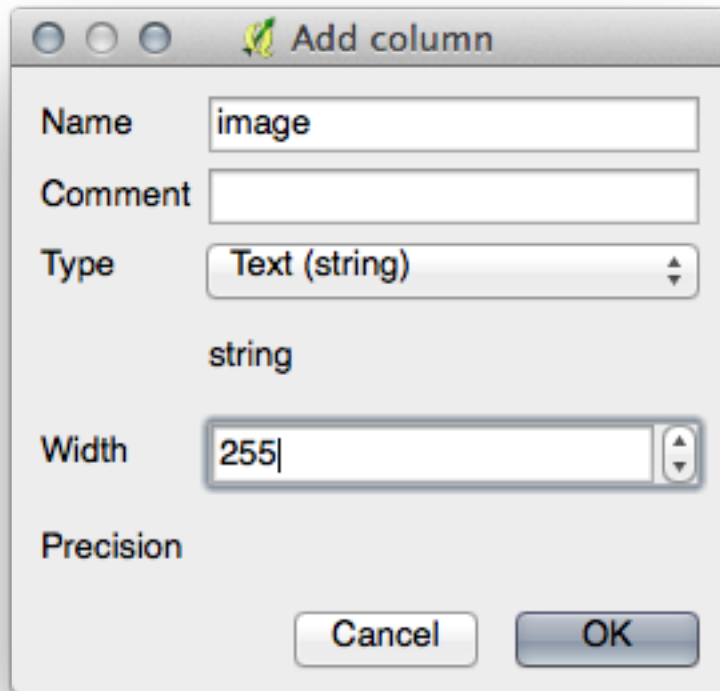 Add column
Name image
Comment
Type Text (string)
string
Width 255
Precision
Cancel OK